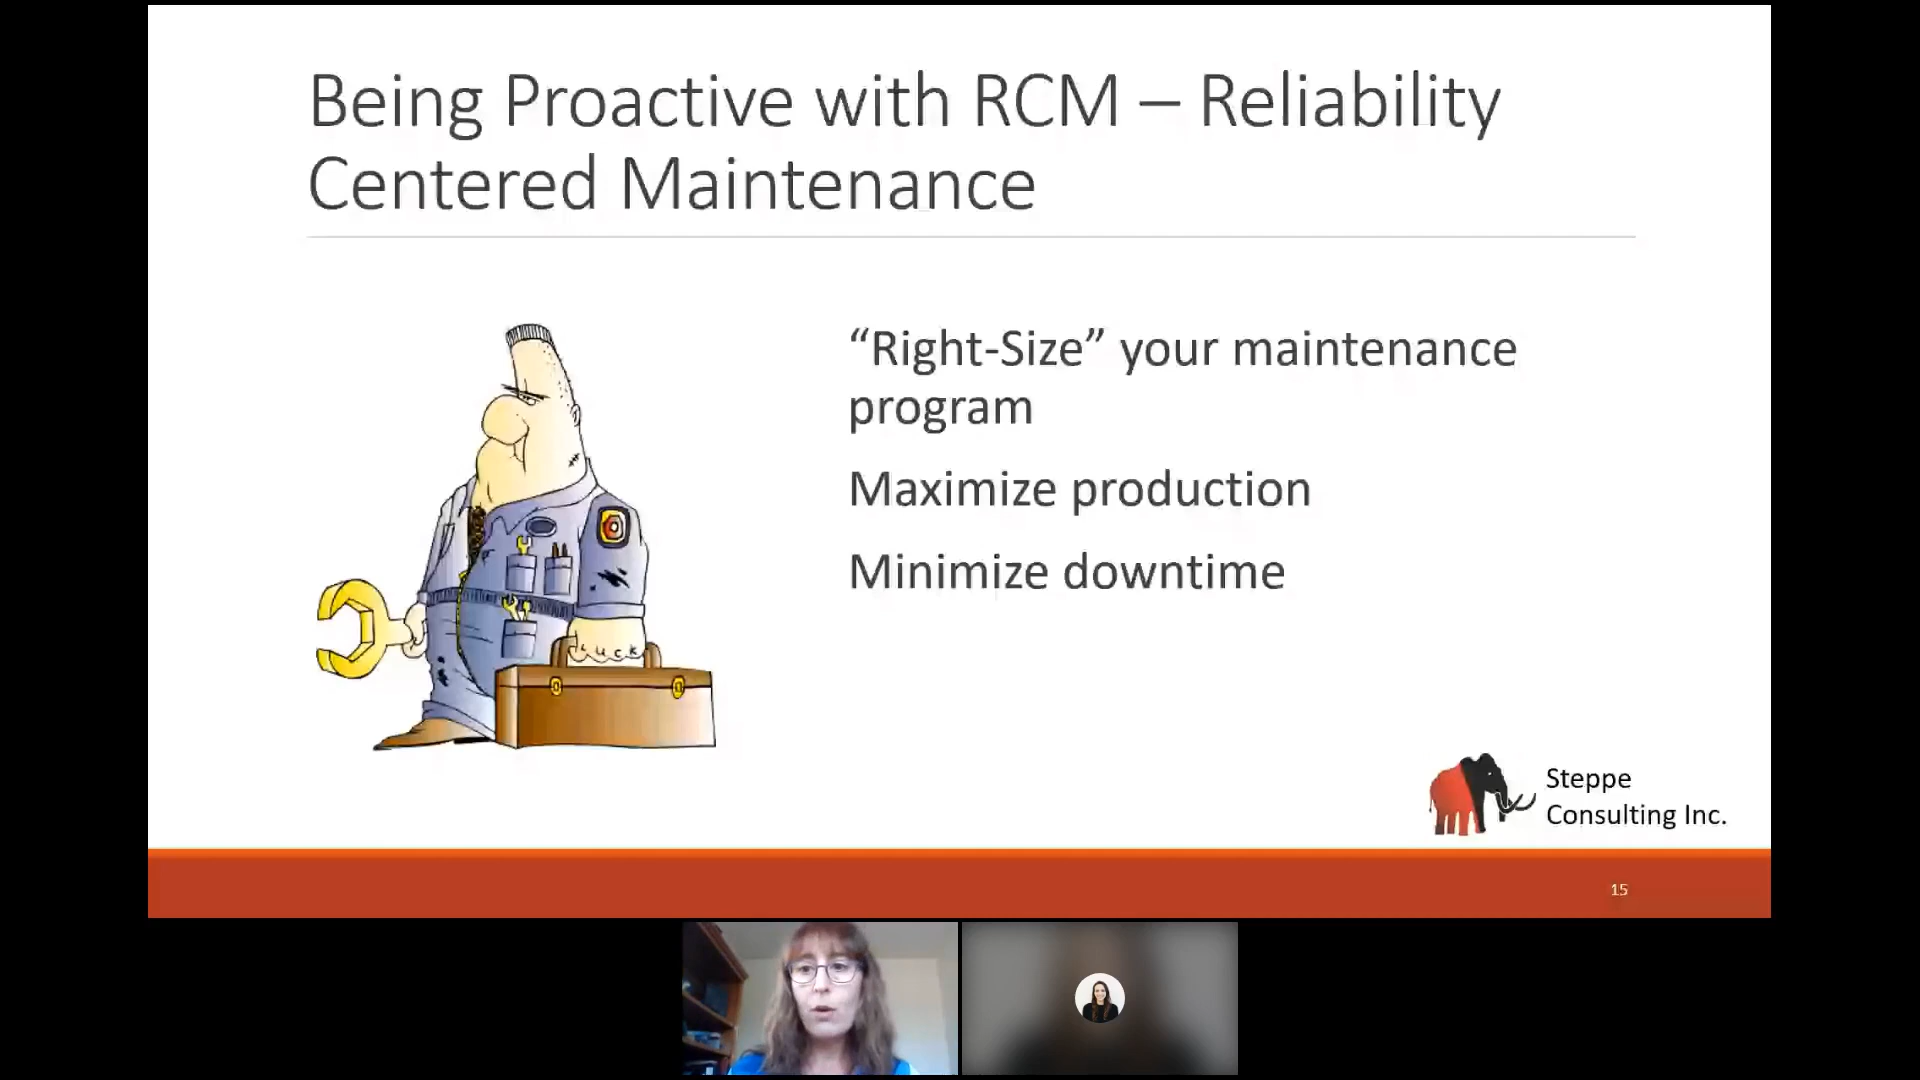 Being Proactive with RCM – Reliability
Centered Maintenance
“Right-Size” your maintenance
program
Maximize production
Minimize downtime
LUCK
Steppe
Consulting Inc.
15